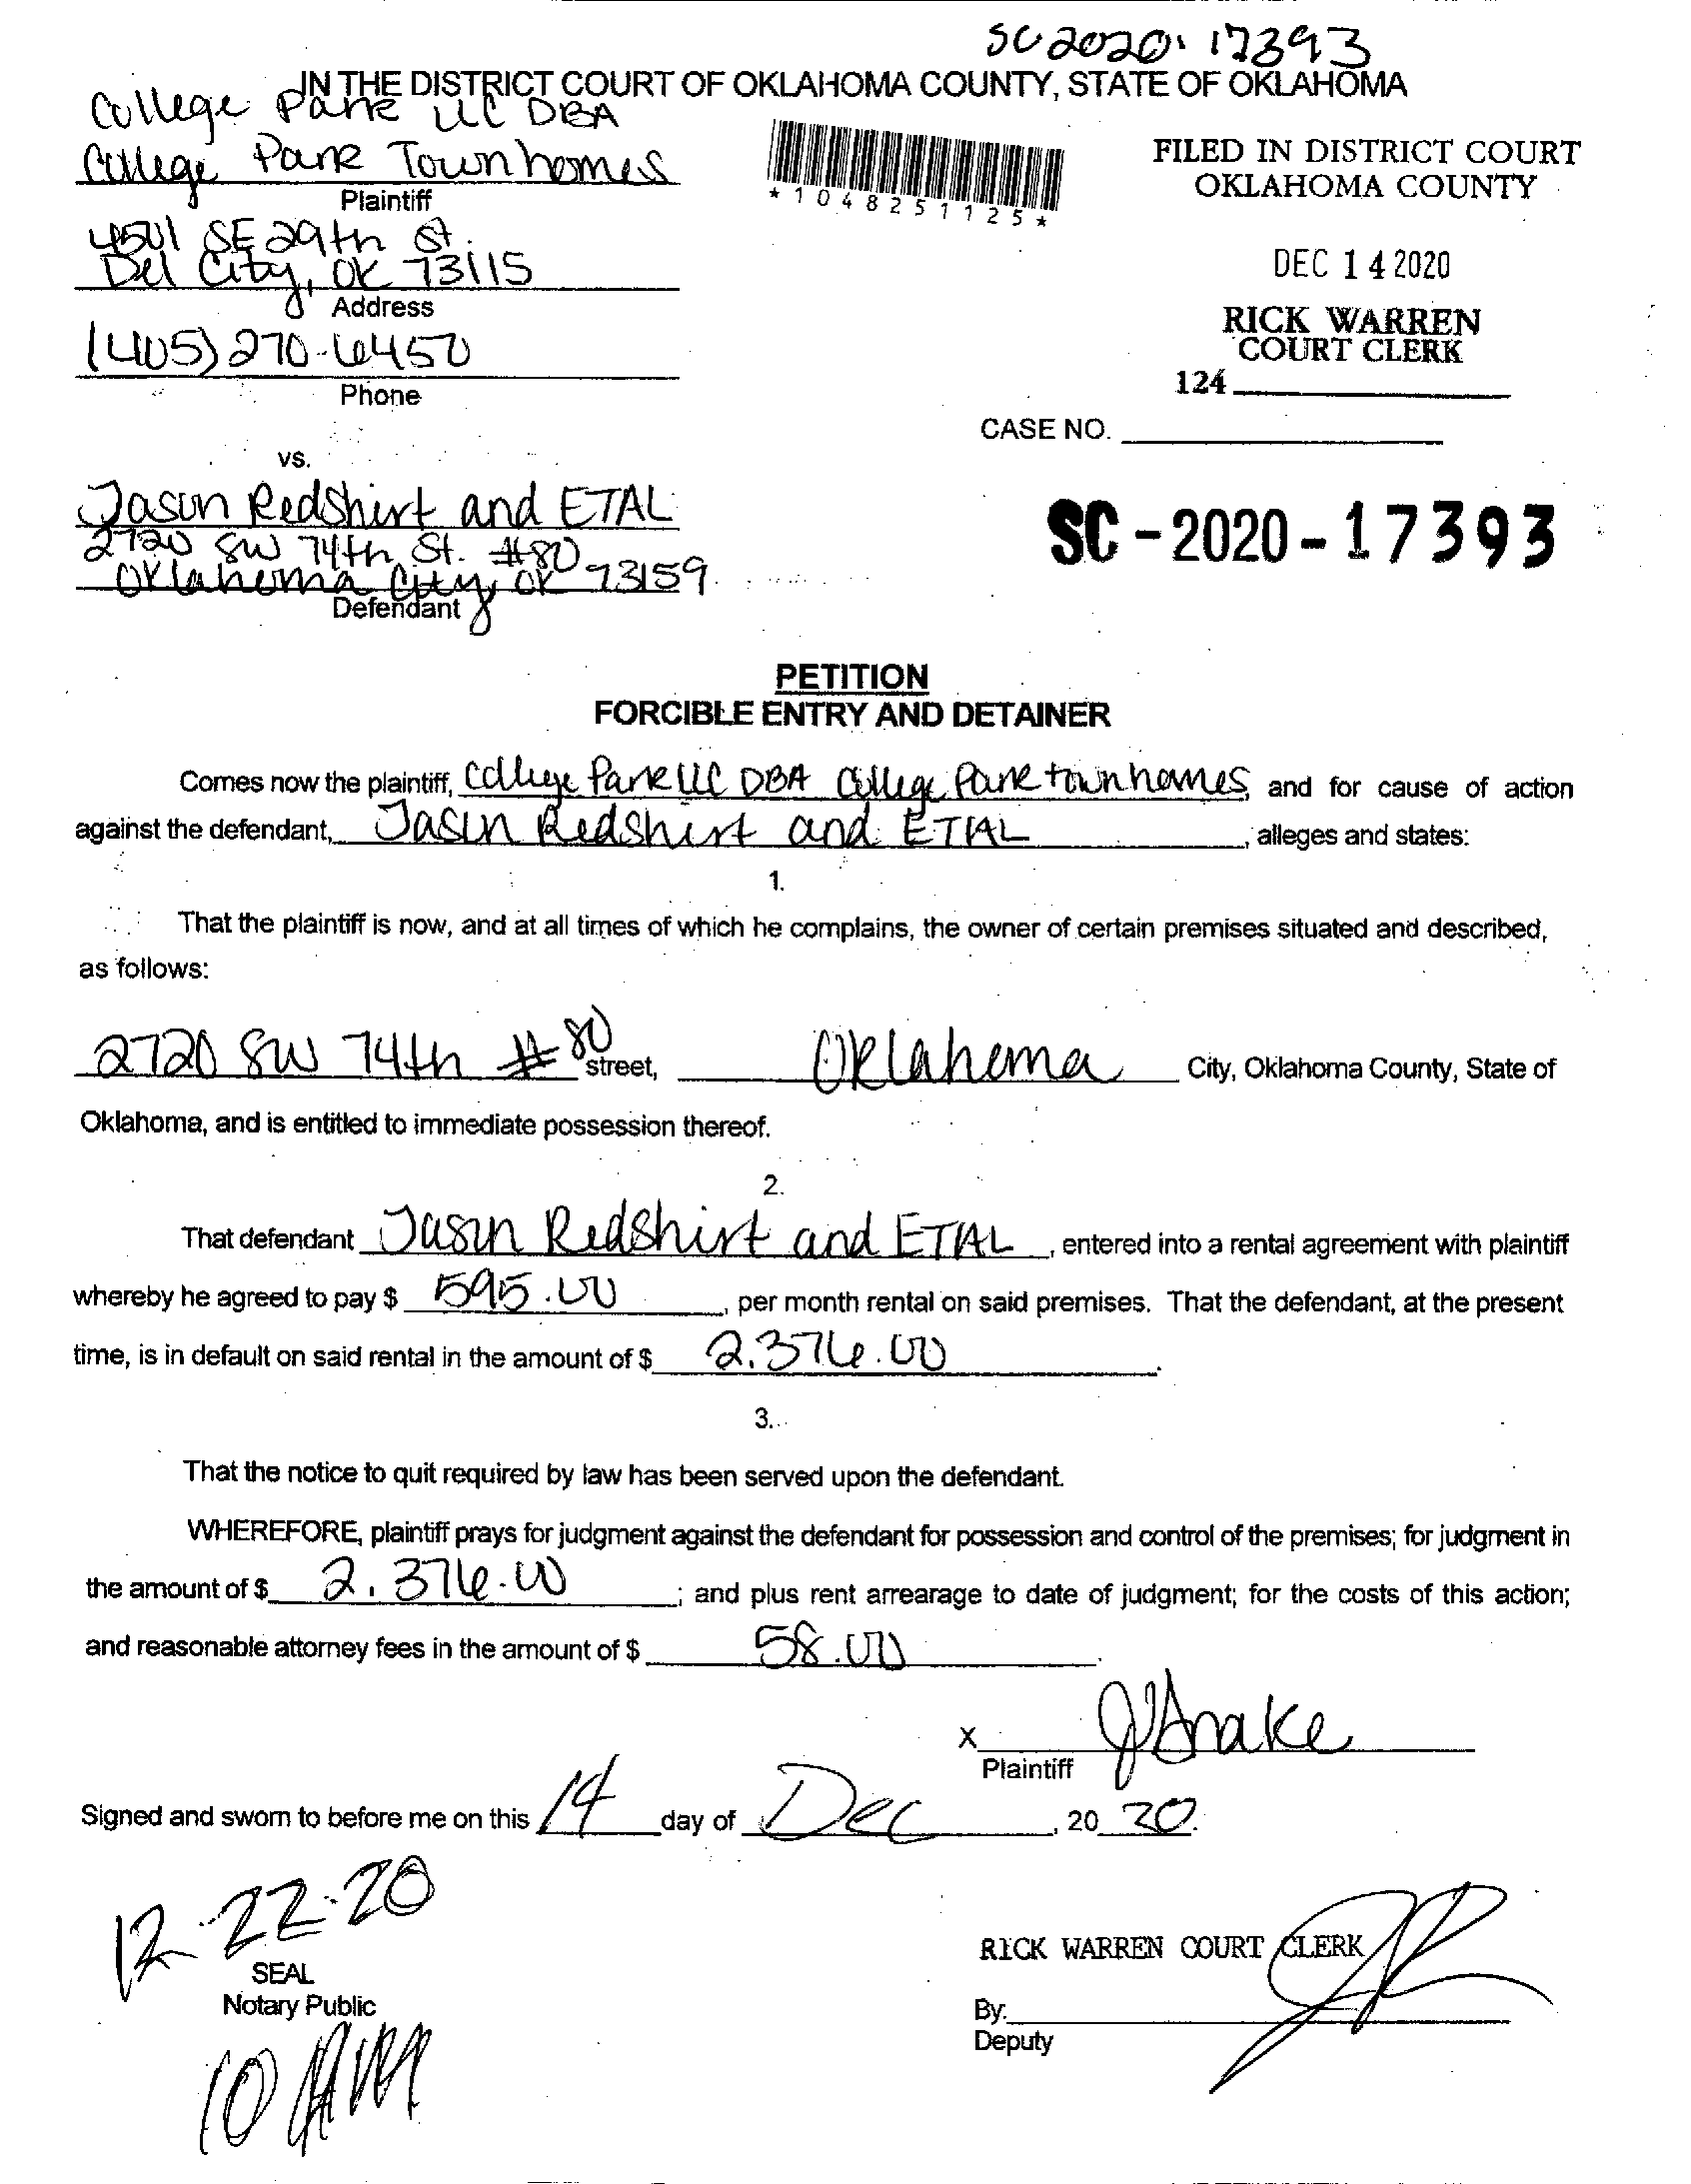 SC 2020-17393
IN THE DISTRICT COURT OF OKLAHOMA COUNTY, STATE OF OKLAHOMA
College Park LLC DBA
College Park Townhomes
Plaintiff
4501 SE 29th St.
Del City, OK 73115
Address
(405) 270-6450
Phone
*1048251125*
FILED IN DISTRICT COURT
OKLAHOMA COUNTY
DEC 14 2020
RICK WARREN
COURT CLERK
124
CASE NO.
vs.
Jason Redshirt and ETAL
2720 SW 74th St. #80
Oklahoma City, OK 73159
Defendant
SC-2020-17393
PETITION
FORCIBLE ENTRY AND DETAINER
Comes now the plaintiff, College Park LLC DBA College Park townhomes, and for cause of action
against the defendant, Jason Redshirt and ETAL, alleges and states:
1.
That the plaintiff is now, and at all times of which he complains, the owner of certain premises situated and described,
as follows:
2720 SW 74th #80 street, Oklahoma City, Oklahoma County, State of
Oklahoma, and is entitled to immediate possession thereof.
2.
That defendant Jason Redshirt and ETAL, entered into a rental agreement with plaintiff
whereby he agreed to pay $ 595.00, per month rental on said premises. That the defendant, at the present
time, is in default on said rental in the amount of $ 2,376.00.
3.
That the notice to quit required by law has been served upon the defendant.
WHEREFORE, plaintiff prays for judgment against the defendant for possession and control of the premises; for judgment in
the amount of $ 2,376.00; and plus rent arrearage to date of judgment; for the costs of this action;
and reasonable attorney fees in the amount of $ 58.00.
X
Plaintiff
Signed and sworn to before me on this 14 day of Dec, 20 20.
12-22-20
SEAL
Notary Public
10 AM
RICK WARREN COURT CLERK
By:
Deputy